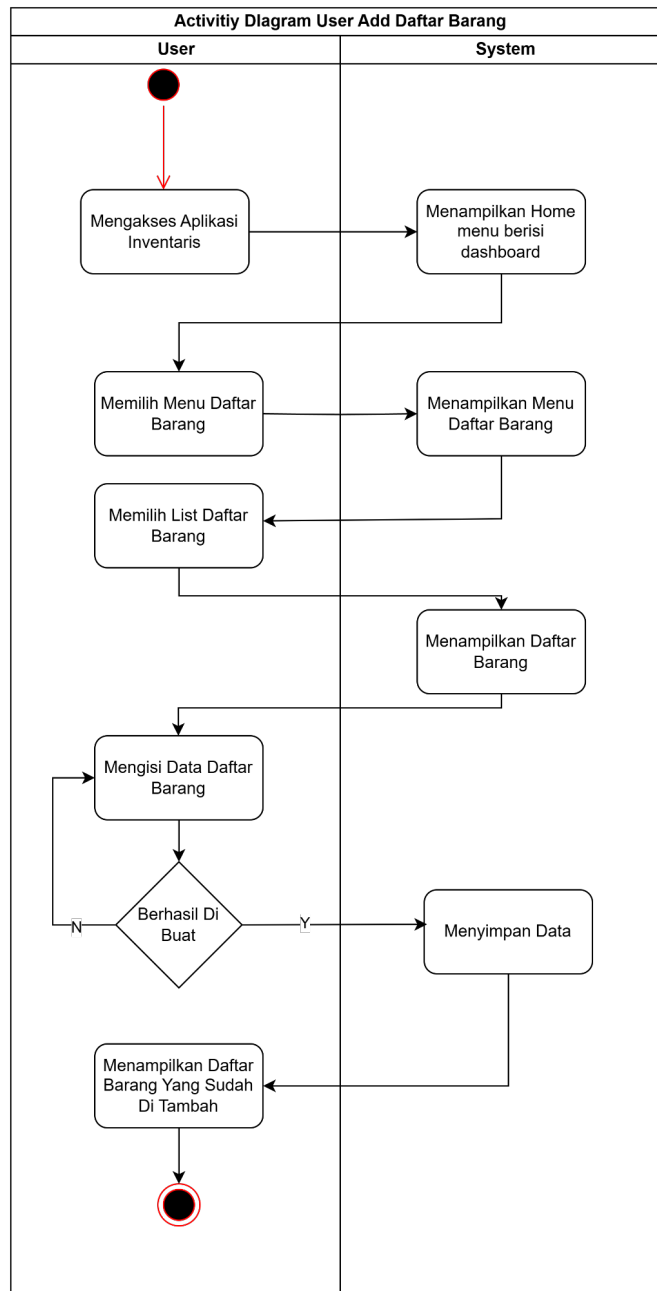 Activitiy DIagram User Add Daftar Barang
User
System
Mengakses Aplikasi
Inventaris
Menampilkan Home
menu berisi
dashboard
Memilih Menu Daftar
Barang
Menampilkan Menu
Daftar Barang
Memilih List Daftar
Barang
Menampilkan Daftar
Barang
Mengisi Data Daftar
Barang
Berhasil Di
Buat
N
Y
Menyimpan Data
Menampilkan Daftar
Barang Yang Sudah
Di Tambah